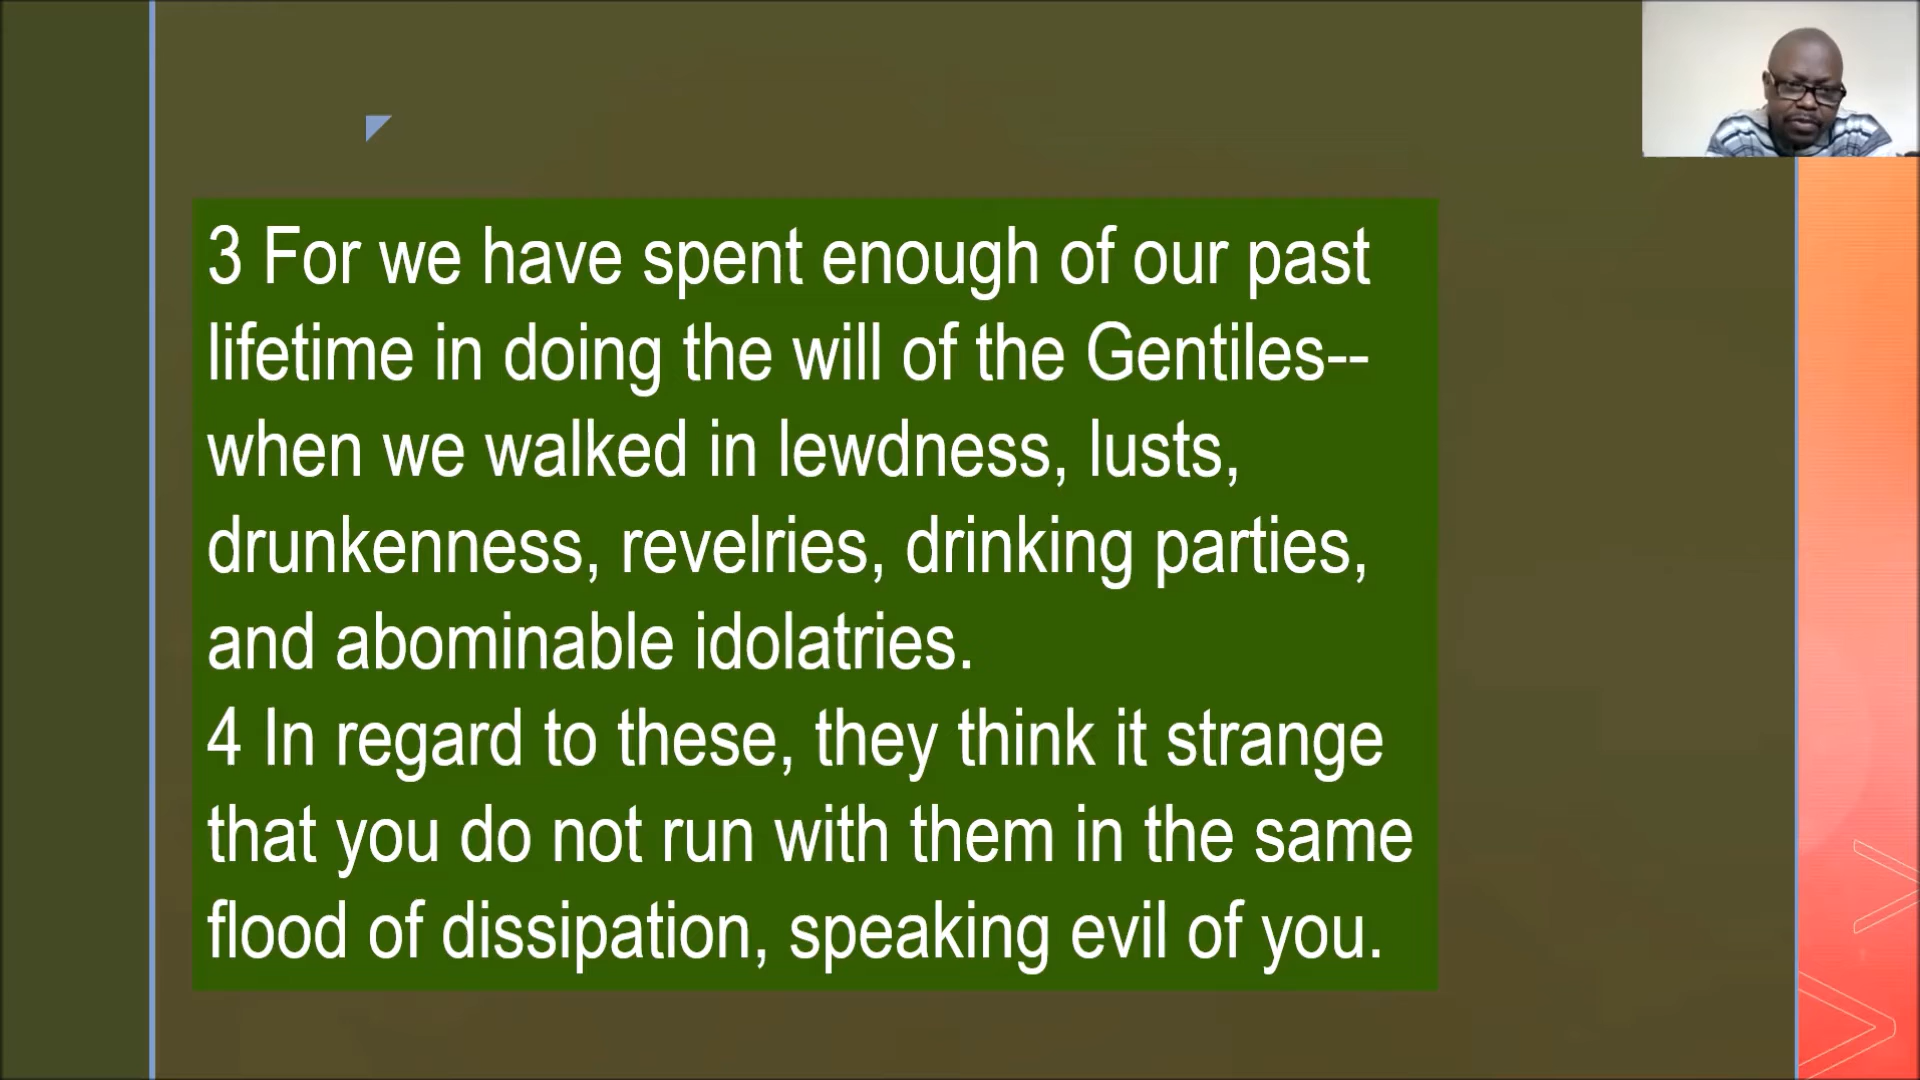 3 For we have spent enough of our past
lifetime in doing the will of the Gentiles--
when we walked in lewdness, lusts,
drunkenness, revelries, drinking parties,
and abominable idolatries.
4 In regard to these, they think it strange
that you do not run with them in the same
flood of dissipation, speaking evil of you.